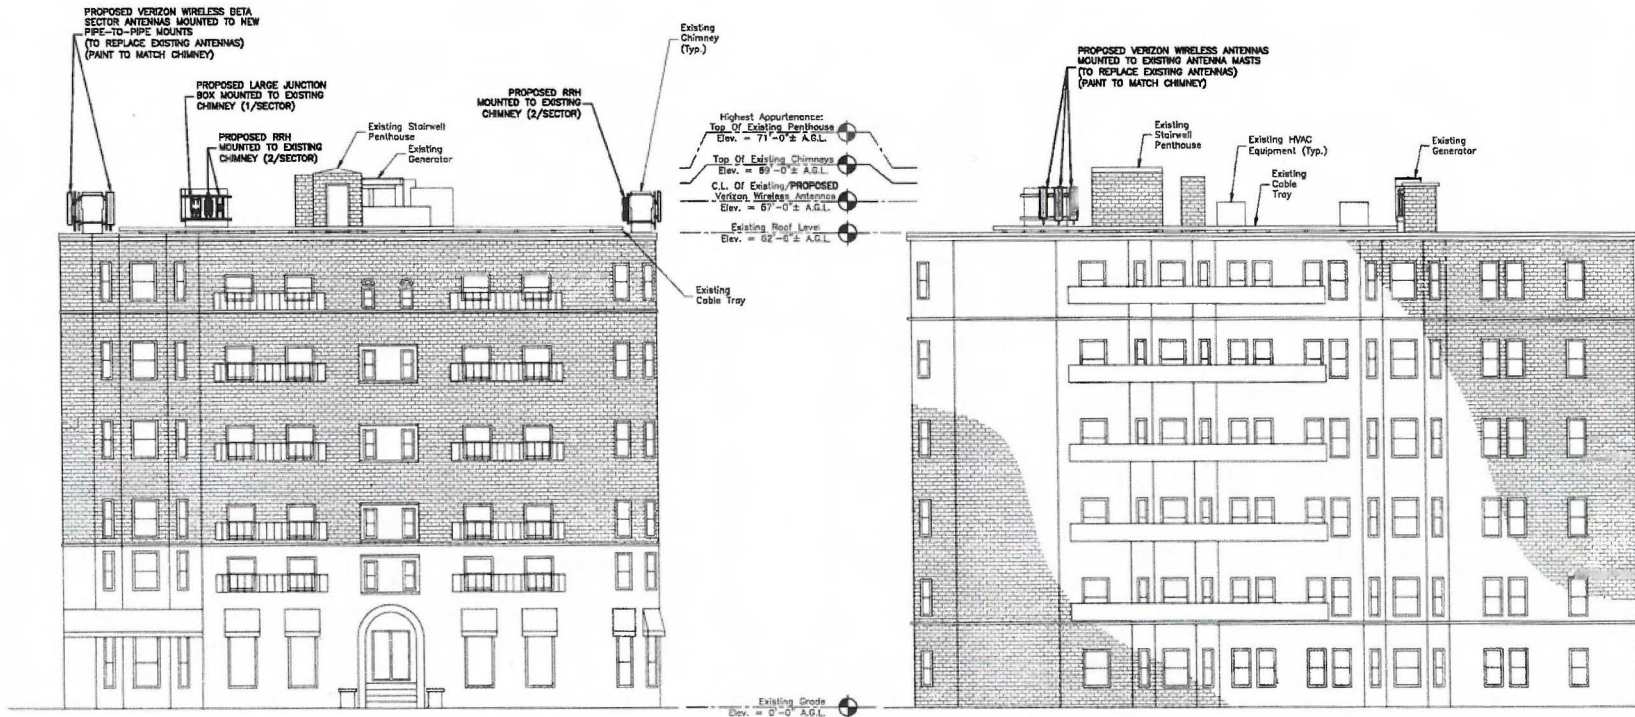 PROPOSED VERIZON WIRELESS BETA
SECTOR ANTENNAS MOUNTED TO NEW
PIPE-TO-PIPE MOUNTS
(TO REPLACE EXISTING ANTENNAS)
(PAINT TO MATCH CHIMNEY)
PROPOSED LARGE JUNCTION
BOX MOUNTED TO EXISTING
CHIMNEY (1/SECTOR)
PROPOSED RRH
MOUNTED TO EXISTING
CHIMNEY (2/SECTOR)
Existing Stairwell
Penthouse
Existing
Generator
PROPOSED RRH
MOUNTED TO EXISTING
CHIMNEY (2/SECTOR)
Existing
Chimney
(Typ.)
Existing
Cable Tray
Highest Appurtenance:
Top Of Existing Penthouse
Elev. = 71'-0"± A.G.L.
Top Of Existing Chimneys
Elev. = 69'-0"± A.G.L.
C.L. Of Existing/PROPOSED
Verizon Wireless Antennas
Elev. = 67'-0"± A.G.L.
Existing Roof Level
Elev. = 62'-6"± A.G.L.
Existing Grade
Elev. = 0'-0" A.G.L.
PROPOSED VERIZON WIRELESS ANTENNAS
MOUNTED TO EXISTING ANTENNA MASTS
(TO REPLACE EXISTING ANTENNAS)
(PAINT TO MATCH CHIMNEY)
Existing
Stairwell
Penthouse
Existing HVAC
Equipment (Typ.)
Existing
Cable
Tray
Existing
Generator